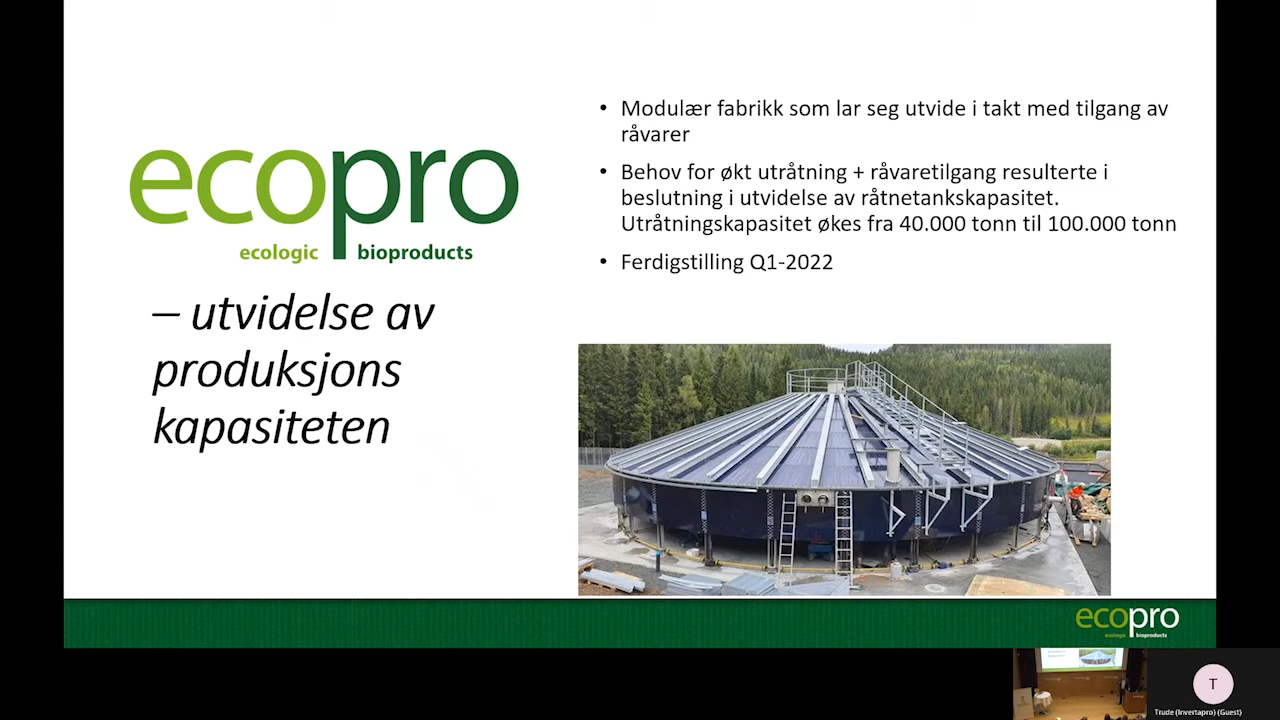 ecopro
ecologic bioproducts
– utvidelse av
produksjons
kapasiteten
• Modulær fabrikk som lar seg utvide i takt med tilgang av
råvarer
• Behov for økt utråtning + råvaretilgang resulterte i
beslutning i utvidelse av råtnetankskapasitet.
Utråtningskapasitet økes fra 40.000 tonn til 100.000 tonn
• Ferdigstilling Q1-2022
ecopro
ecologic bioproducts
T
Trude (Invertapro) (Guest)